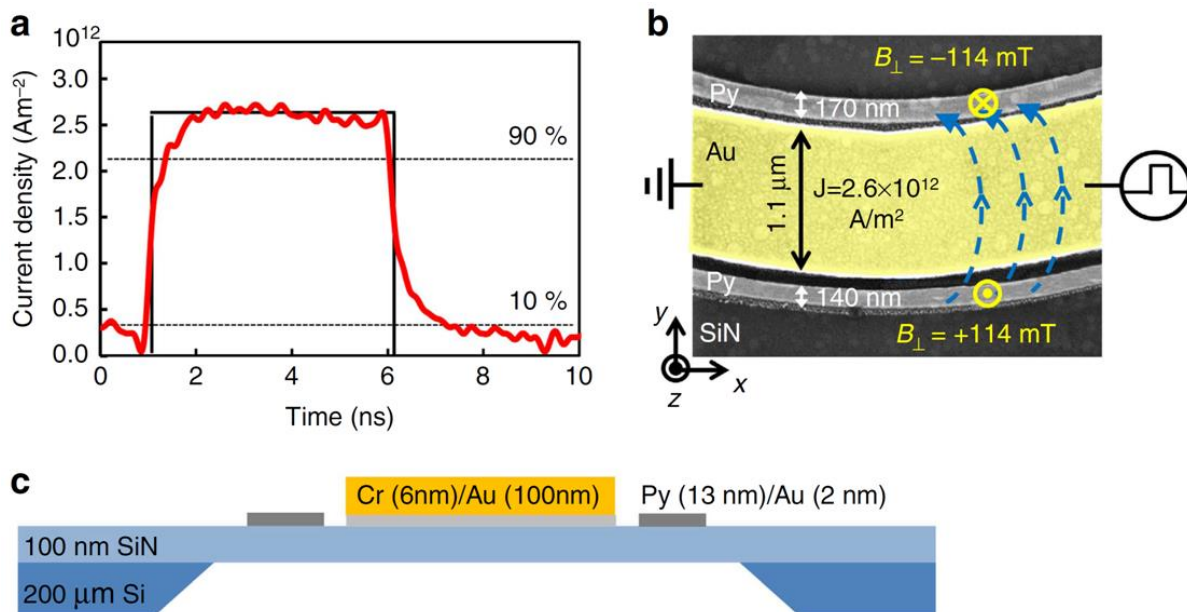 a
10¹²
Current density (Am⁻²)
3.0
2.5
2.0
1.5
1.0
0.5
0.0
90 %
10 %
0 2 4 6 8 10
Time (ns)
b
B⊥ = –114 mT
Py
170 nm
Au
1.1 μm
J=2.6×10¹²
A/m²
Py
140 nm
SiN
B⊥ = +114 mT
y
x
z
c
Cr (6nm)/Au (100nm)
Py (13 nm)/Au (2 nm)
100 nm SiN
200 μm Si